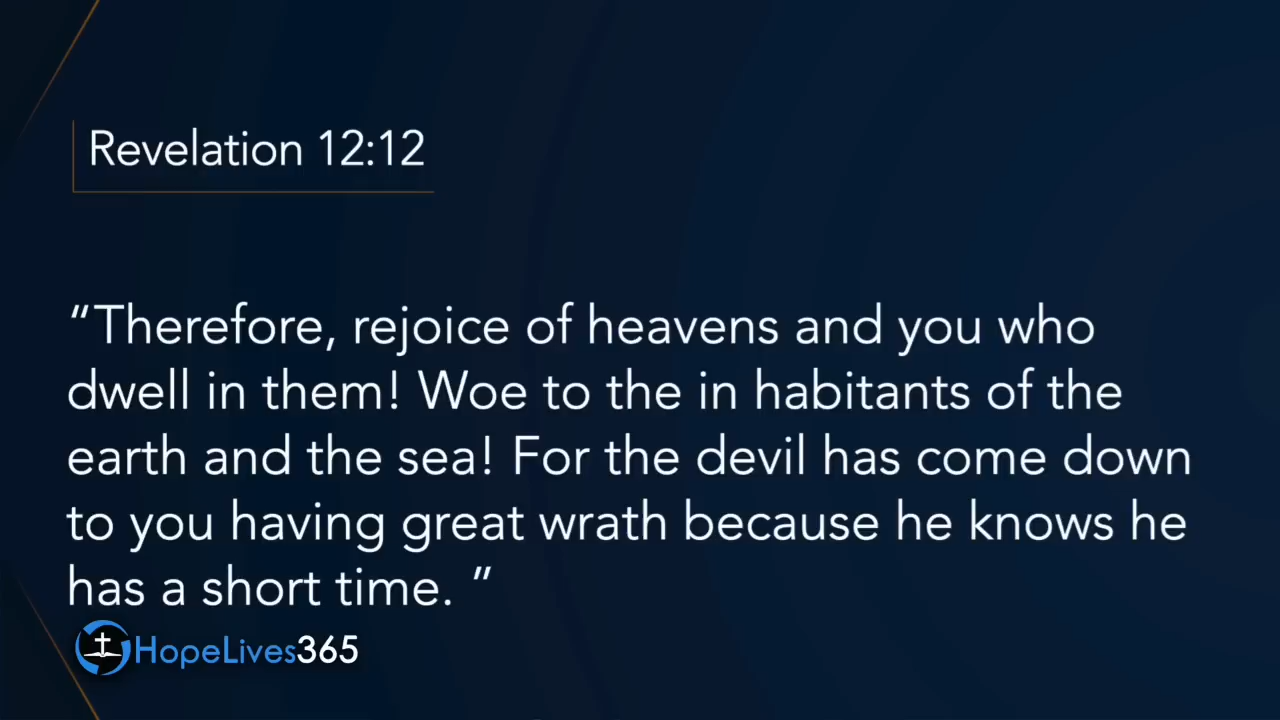 Revelation 12:12
“Therefore, rejoice of heavens and you who
dwell in them! Woe to the in habitants of the
earth and the sea! For the devil has come down
to you having great wrath because he knows he
has a short time. ”
HopeLives365